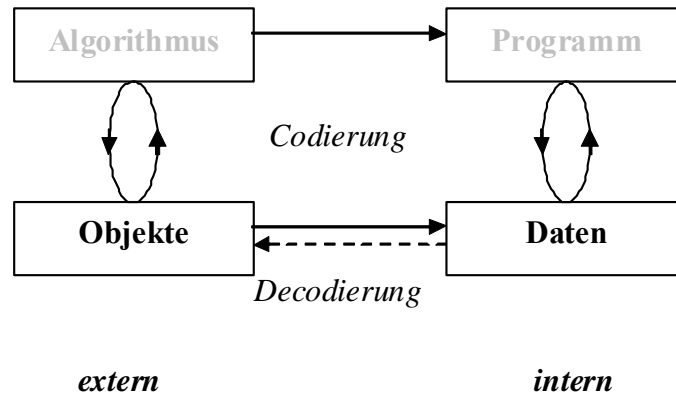 Algorithmus Programm
Codierung
Objekte Daten
Decodierung
extern intern